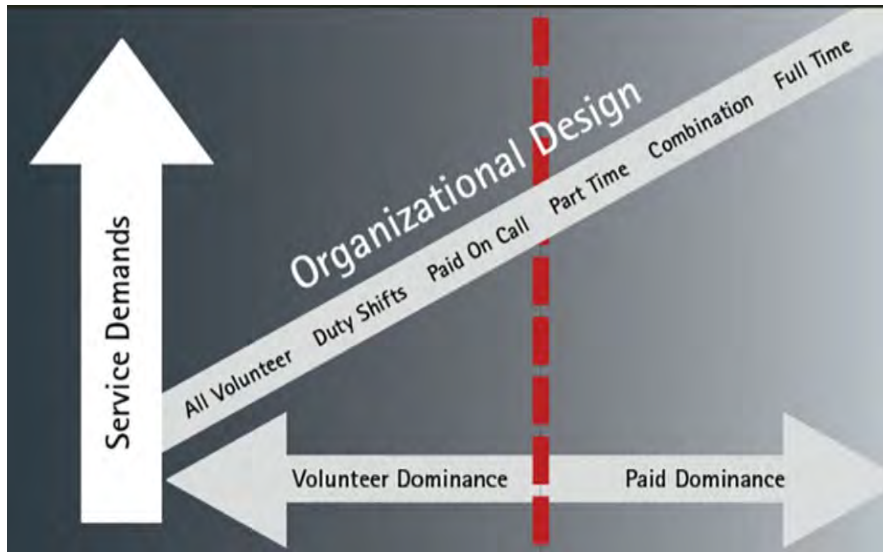 Service Demands
Organizational Design
All Volunteer
Duty Shifts
Paid On Call
Part Time
Combination
Full Time
Volunteer Dominance
Paid Dominance